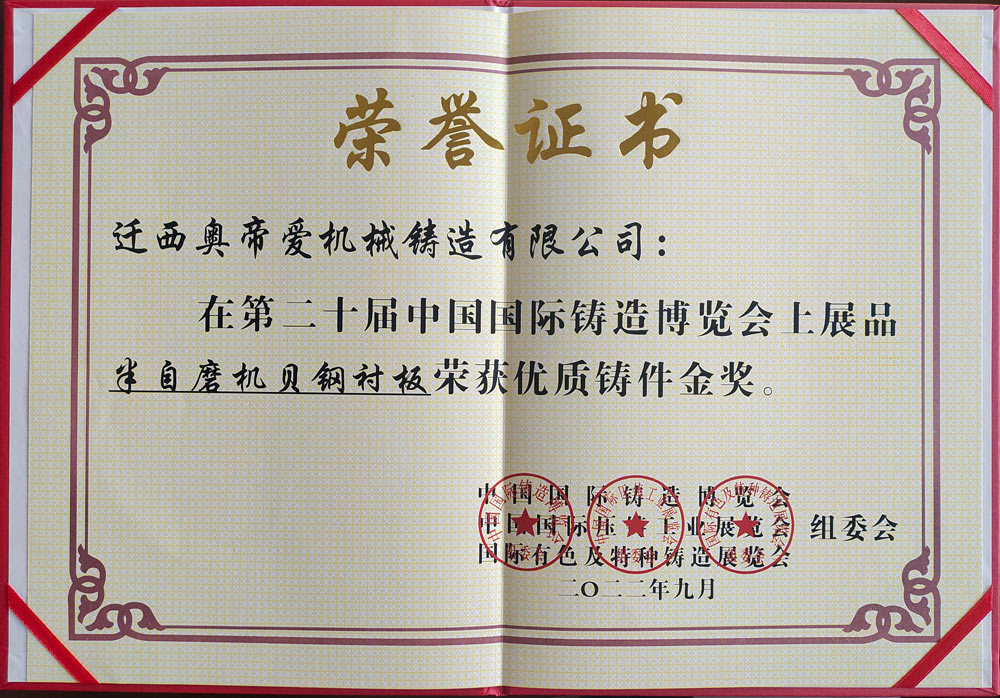 荣誉证书
迁西奥帝爱机械铸造有限公司：
在第二十届中国国际铸造博览会上展品
半自磨机贝钢衬板荣获优质铸件金奖。
中国国际铸造博览会
中国国际压铸工业展览会 组委会
国际有色及特种铸造展览会
二〇二二年九月